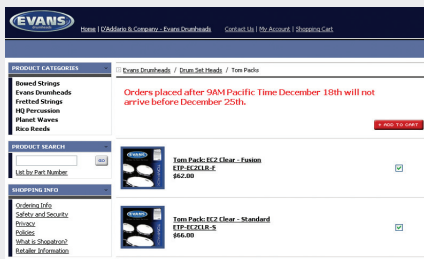 EVANS
drumheads
Home | D'Addario & Company - Evans Drumheads Contact Us | My Account | Shopping Cart
PRODUCT CATEGORIES
Bowed Strings
Evans Drumheads
Fretted Strings
HQ Percussion
Planet Waves
Rico Reeds
PRODUCT SEARCH
GO
List by Part Number
SHOPPING INFO
Ordering Info
Safety and Security
Privacy
Policies
What is Shopatron?
Retailer Information
Evans Drumheads / Drum Set Heads / Tom Packs
Orders placed after 9AM Pacific Time December 18th will not
arrive before December 25th.
+ ADD TO CART
EVANS
Tom Pack: EC2 Clear - Fusion
ETP-EC2CLR-F
$62.00
EVANS
Tom Pack: EC2 Clear - Standard
ETP-EC2CLR-S
$66.00